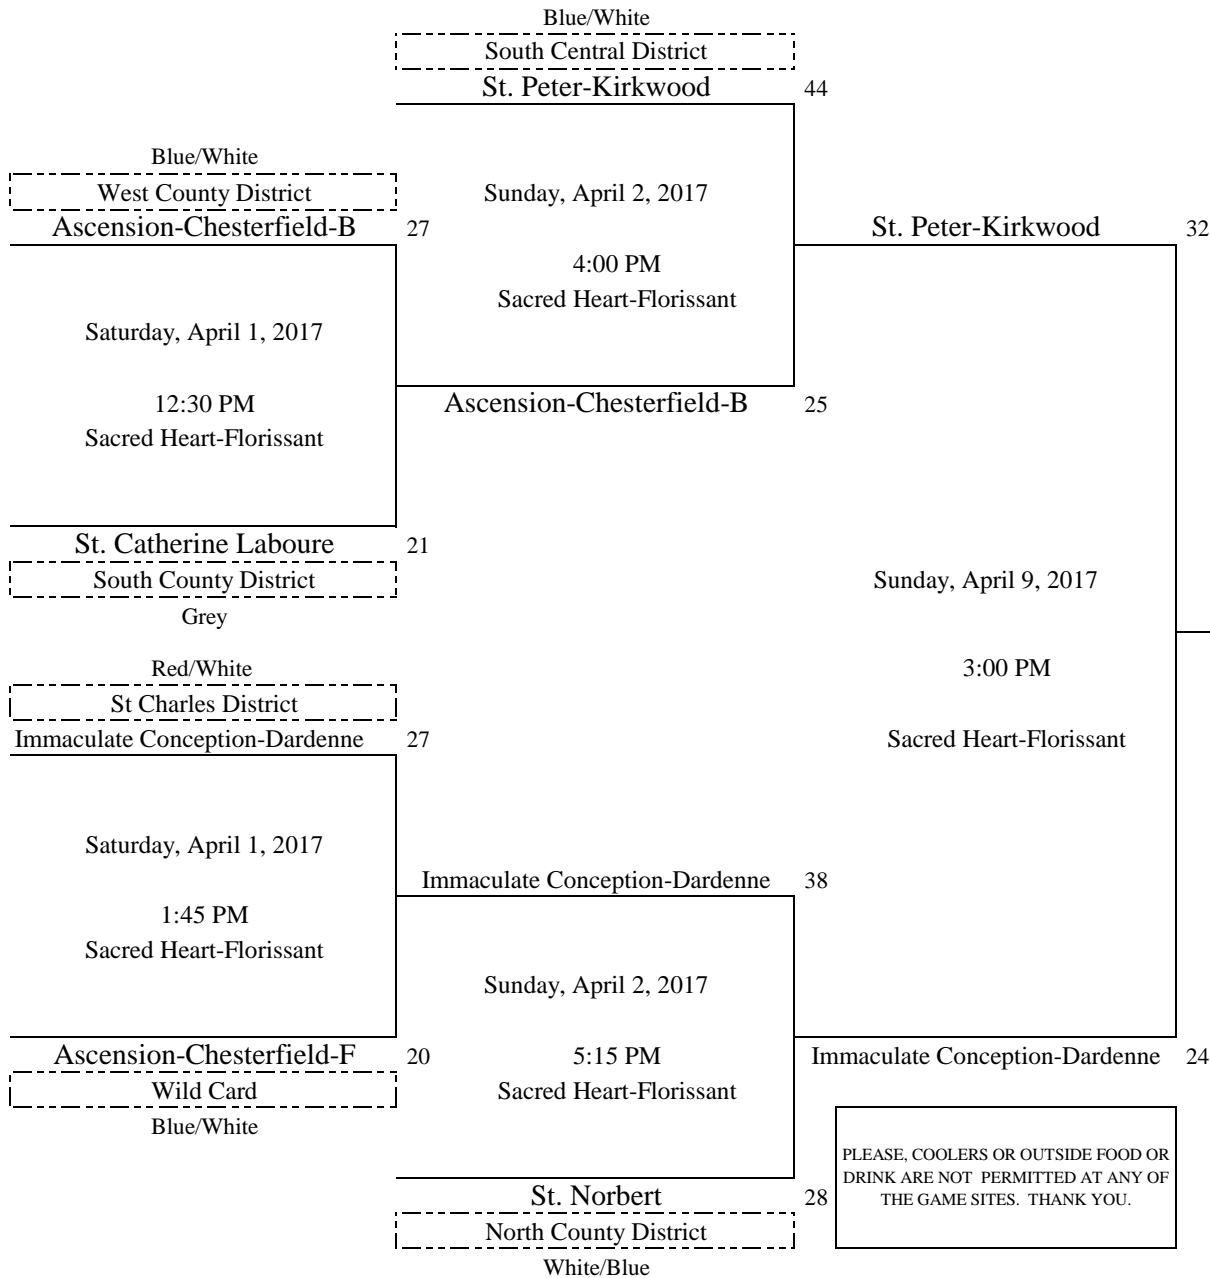 Blue/White
South Central District
St. Peter-Kirkwood 44
Blue/White
West County District
Ascension-Chesterfield-B 27
Sunday, April 2, 2017
4:00 PM
Sacred Heart-Florissant
St. Peter-Kirkwood 32
Saturday, April 1, 2017
12:30 PM
Sacred Heart-Florissant
Ascension-Chesterfield-B 25
St. Catherine Laboure 21
South County District
Grey
Sunday, April 9, 2017
3:00 PM
Sacred Heart-Florissant
Red/White
St Charles District
Immaculate Conception-Dardenne 27
Saturday, April 1, 2017
1:45 PM
Sacred Heart-Florissant
Immaculate Conception-Dardenne 38
Sunday, April 2, 2017
5:15 PM
Sacred Heart-Florissant
Ascension-Chesterfield-F 20
Wild Card
Blue/White
Immaculate Conception-Dardenne 24
St. Norbert 28
North County District
White/Blue
PLEASE, COOLERS OR OUTSIDE FOOD OR
DRINK ARE NOT PERMITTED AT ANY OF
THE GAME SITES. THANK YOU.